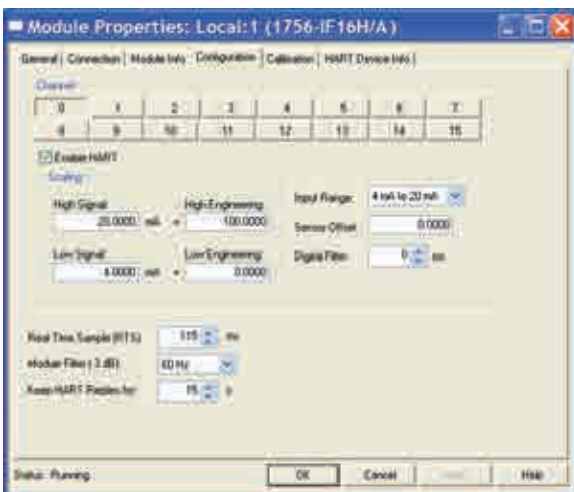 Module Properties: Local:1 (1756-IF16H/A)
General Connection Module Info Configuration Calibration HART Device Info
Channel
0 1 2 3 4 5 6 7
8 9 10 11 12 13 14 15
Enable HART
Scaling
High Signal High Engineering Input Range: 4 mA to 20 mA
20.0000 mA = 100.0000 Sensor Offset 0.0000
Low Signal Low Engineering Digital Filter: 0 ms
4.0000 mA = 0.0000
Real Time Sample (RTS): 115 ms
Module Filter (-3 dB): 60 Hz
Keep HART Replies for 15 s
Status: Running OK Cancel Help